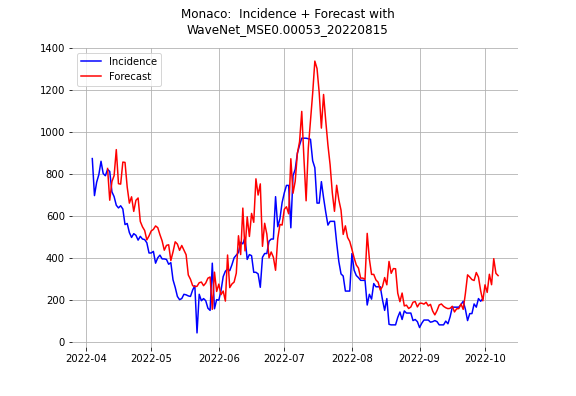 Monaco:  Incidence + Forecast with
WaveNet_MSE0.00053_20220815
1400
1200
1000
800
600
400
200
0
Incidence
Forecast
2022-04 2022-05 2022-06 2022-07 2022-08 2022-09 2022-10